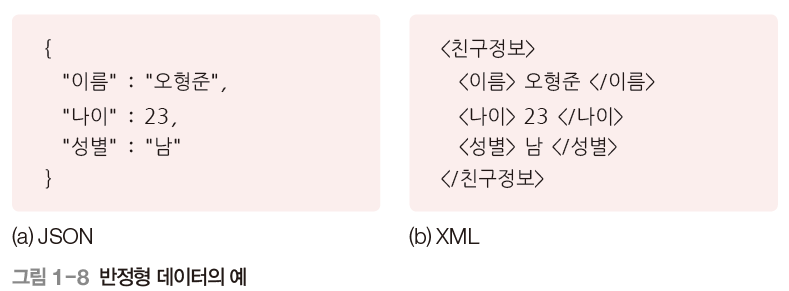 {
"이름" : "오형준",
"나이" : 23,
"성별" : "남"
}
(a) JSON
<친구정보>
<이름> 오형준 </이름>
<나이> 23 </나이>
<성별> 남 </성별>
</친구정보>
(b) XML
그림 1-8 반정형 데이터의 예